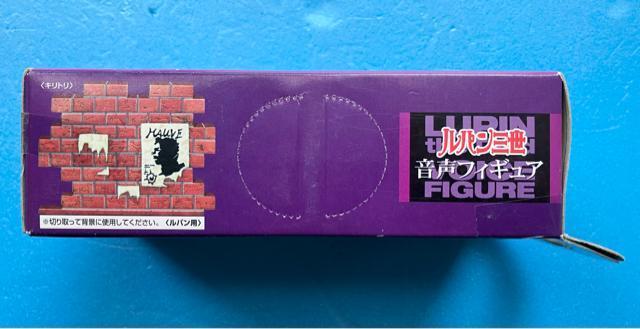 〈キリトリ〉
MAUVE
※切り取って背景に使用してください。〈ルパン用〉
LUPIN
ルパン三世
音声フィギュア
FIGURE